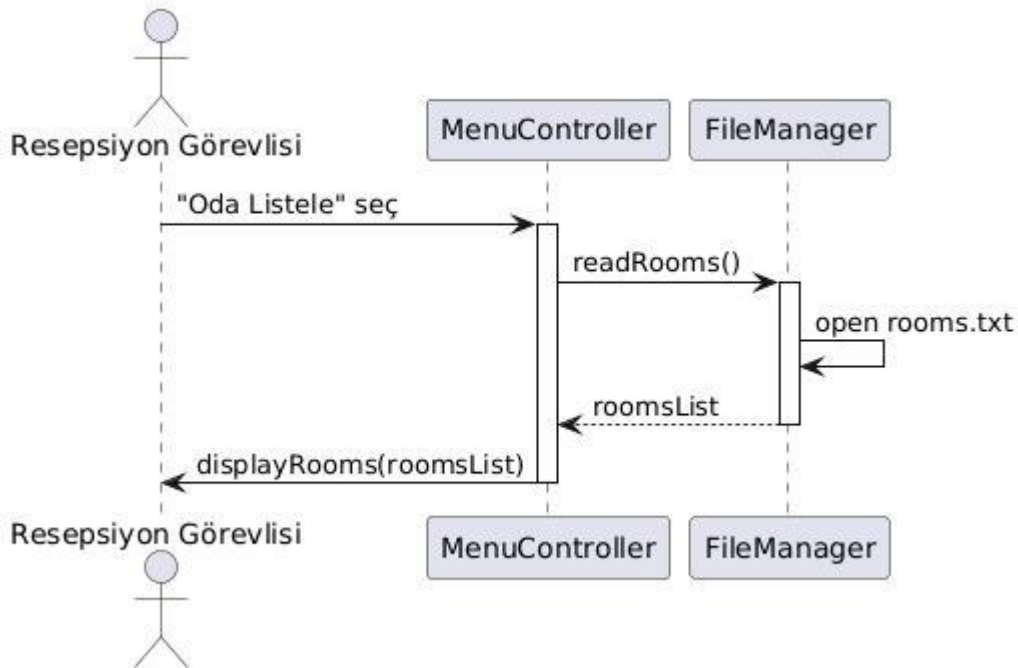 Resepsiyon Görevlisi
MenuController
FileManager
"Oda Listele" seç
readRooms()
open rooms.txt
roomsList
displayRooms(roomsList)
Resepsiyon Görevlisi
MenuController
FileManager